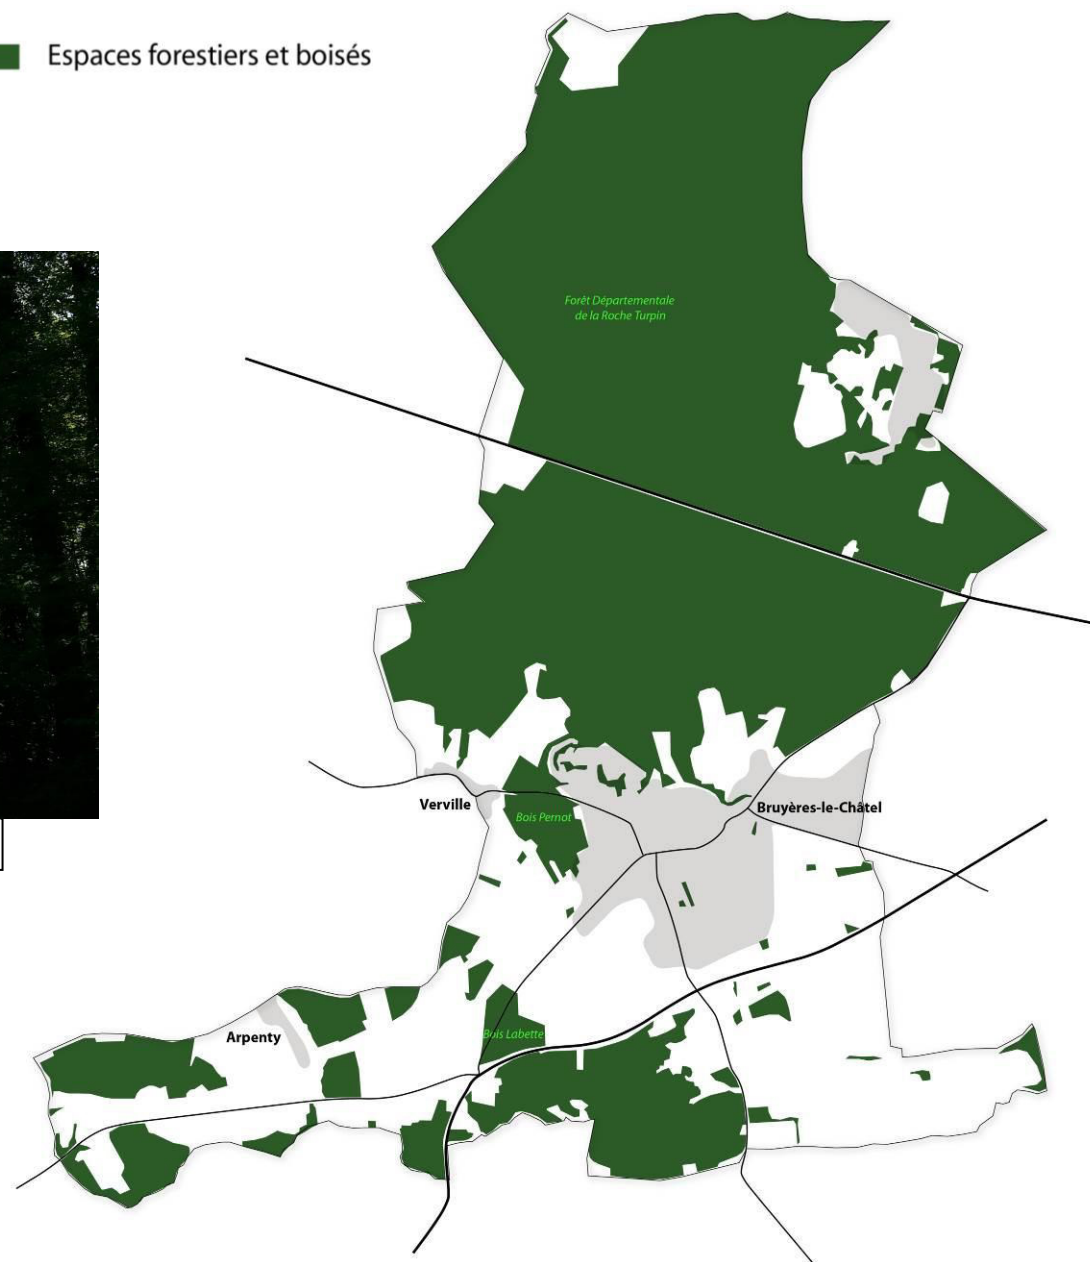 Espaces forestiers et boisés
Forêt Départementale
de la Roche Turpin
Verville
Bruyères-le-Châtel
Bois Pernot
Arpenty
Bois Labette